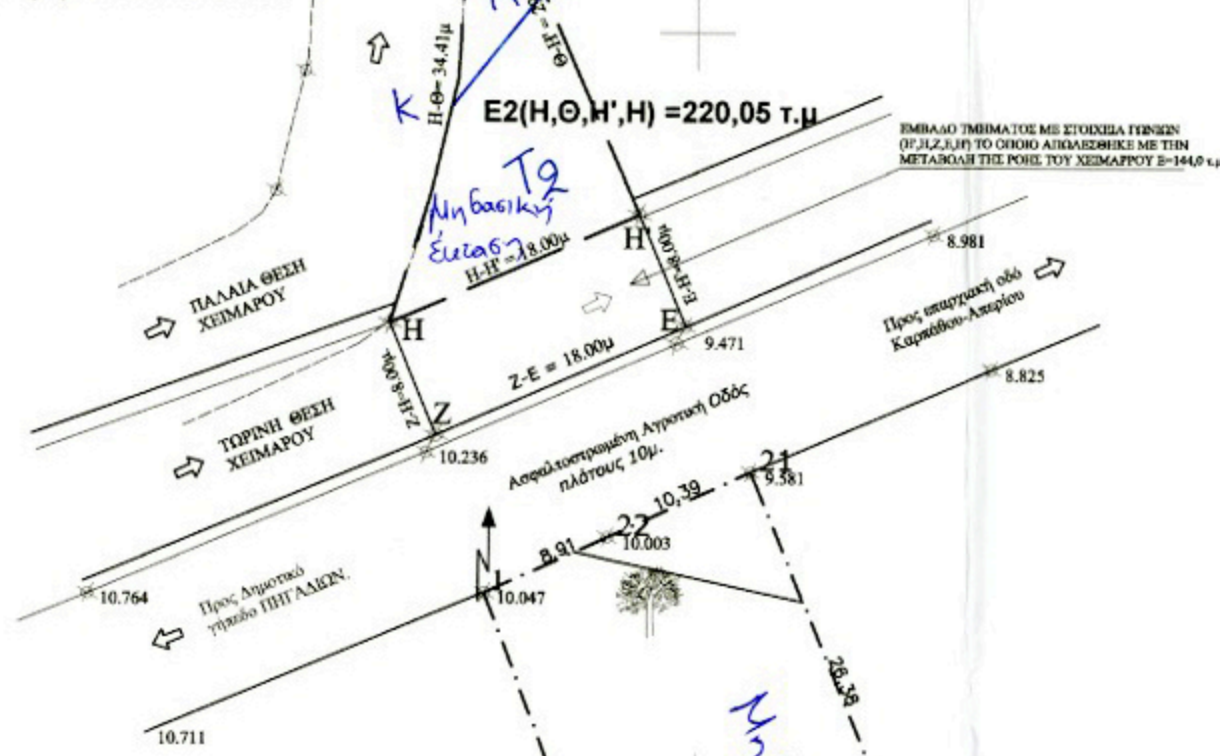 Η-Θ= 34.41μ
Θ-Η' =
Κ
Ε2(Η,Θ,Η',Η) =220,05 τ.μ
ΕΜΒΑΔΟ ΤΜΗΜΑΤΟΣ ΜΕ ΣΤΟΙΧΕΙΑ ΓΩΝΙΩΝ
(Η',Η,Ζ,Ε,Η') ΤΟ ΟΠΟΙΟ ΑΠΩΛΕΣΘΗΚΕ ΜΕ ΤΗΝ
ΜΕΤΑΒΟΛΗ ΤΗΣ ΡΟΗΣ ΤΟΥ ΧΕΙΜΑΡΡΟΥ Ε=144,0 τ.μ
Τ2
Μη δασική
έκταση
Η-Η' = 18.00μ
Η'
Ε-Η'=8.00μ
8.981
ΠΑΛΑΙΑ ΘΕΣΗ
ΧΕΙΜΑΡΟΥ
Η
Ε
9.471
Προς επαρχιακή οδό
Καρπάθου-Απερίου
Ζ-Η=8.00μ.
Ζ-Ε = 18.00μ
8.825
Ζ
ΤΩΡΙΝΗ ΘΕΣΗ
ΧΕΙΜΑΡΟΥ
10.236
Ασφαλτοστρωμένη Αγροτική Οδός
πλάτους 10μ.
21
9.581
10,39
22
10.003
8,91
N
1
10.047
10.764
Προς Δημοτικό
γήπεδο ΠΗΓΑΔΙΩΝ.
26,38
10.711